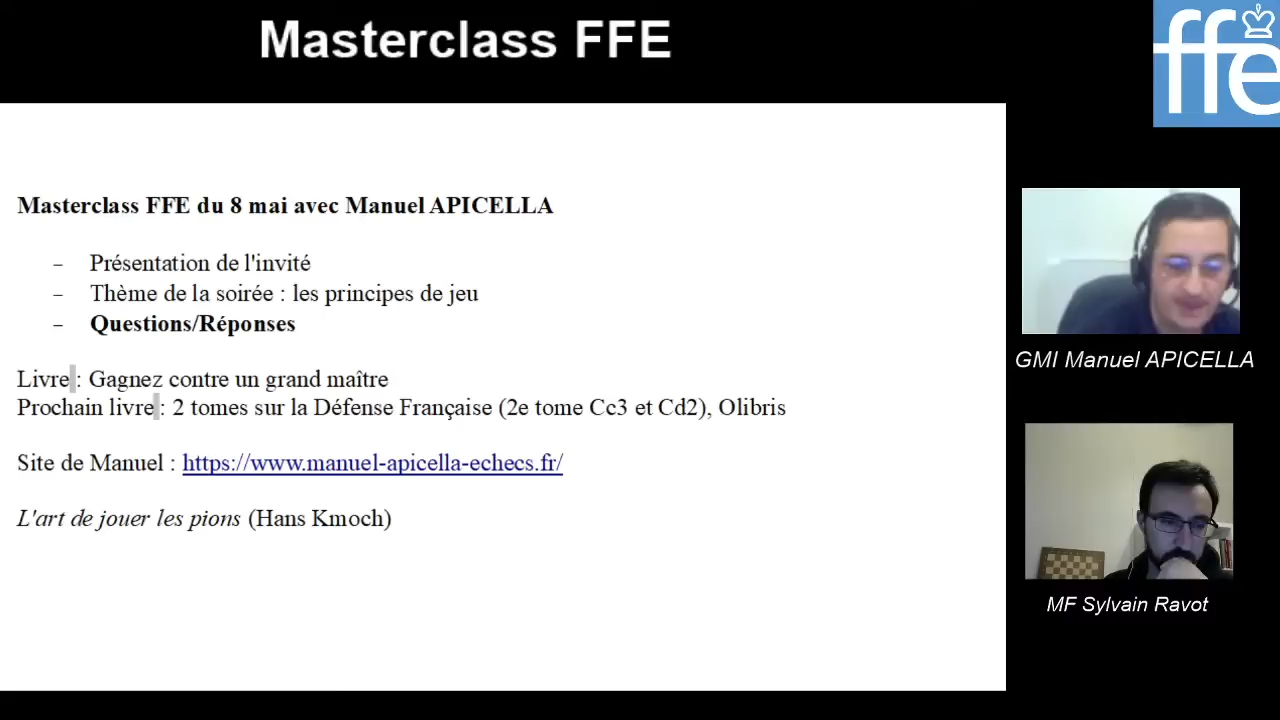 Masterclass FFE
ffe
Masterclass FFE du 8 mai avec Manuel APICELLA
- Présentation de l'invité
- Thème de la soirée : les principes de jeu
- Questions/Réponses
Livre : Gagnez contre un grand maître
Prochain livre : 2 tomes sur la Défense Française (2e tome Cc3 et Cd2), Olibris
Site de Manuel : https://www.manuel-apicella-echecs.fr/
L'art de jouer les pions (Hans Kmoch)
GMI Manuel APICELLA
MF Sylvain Ravot